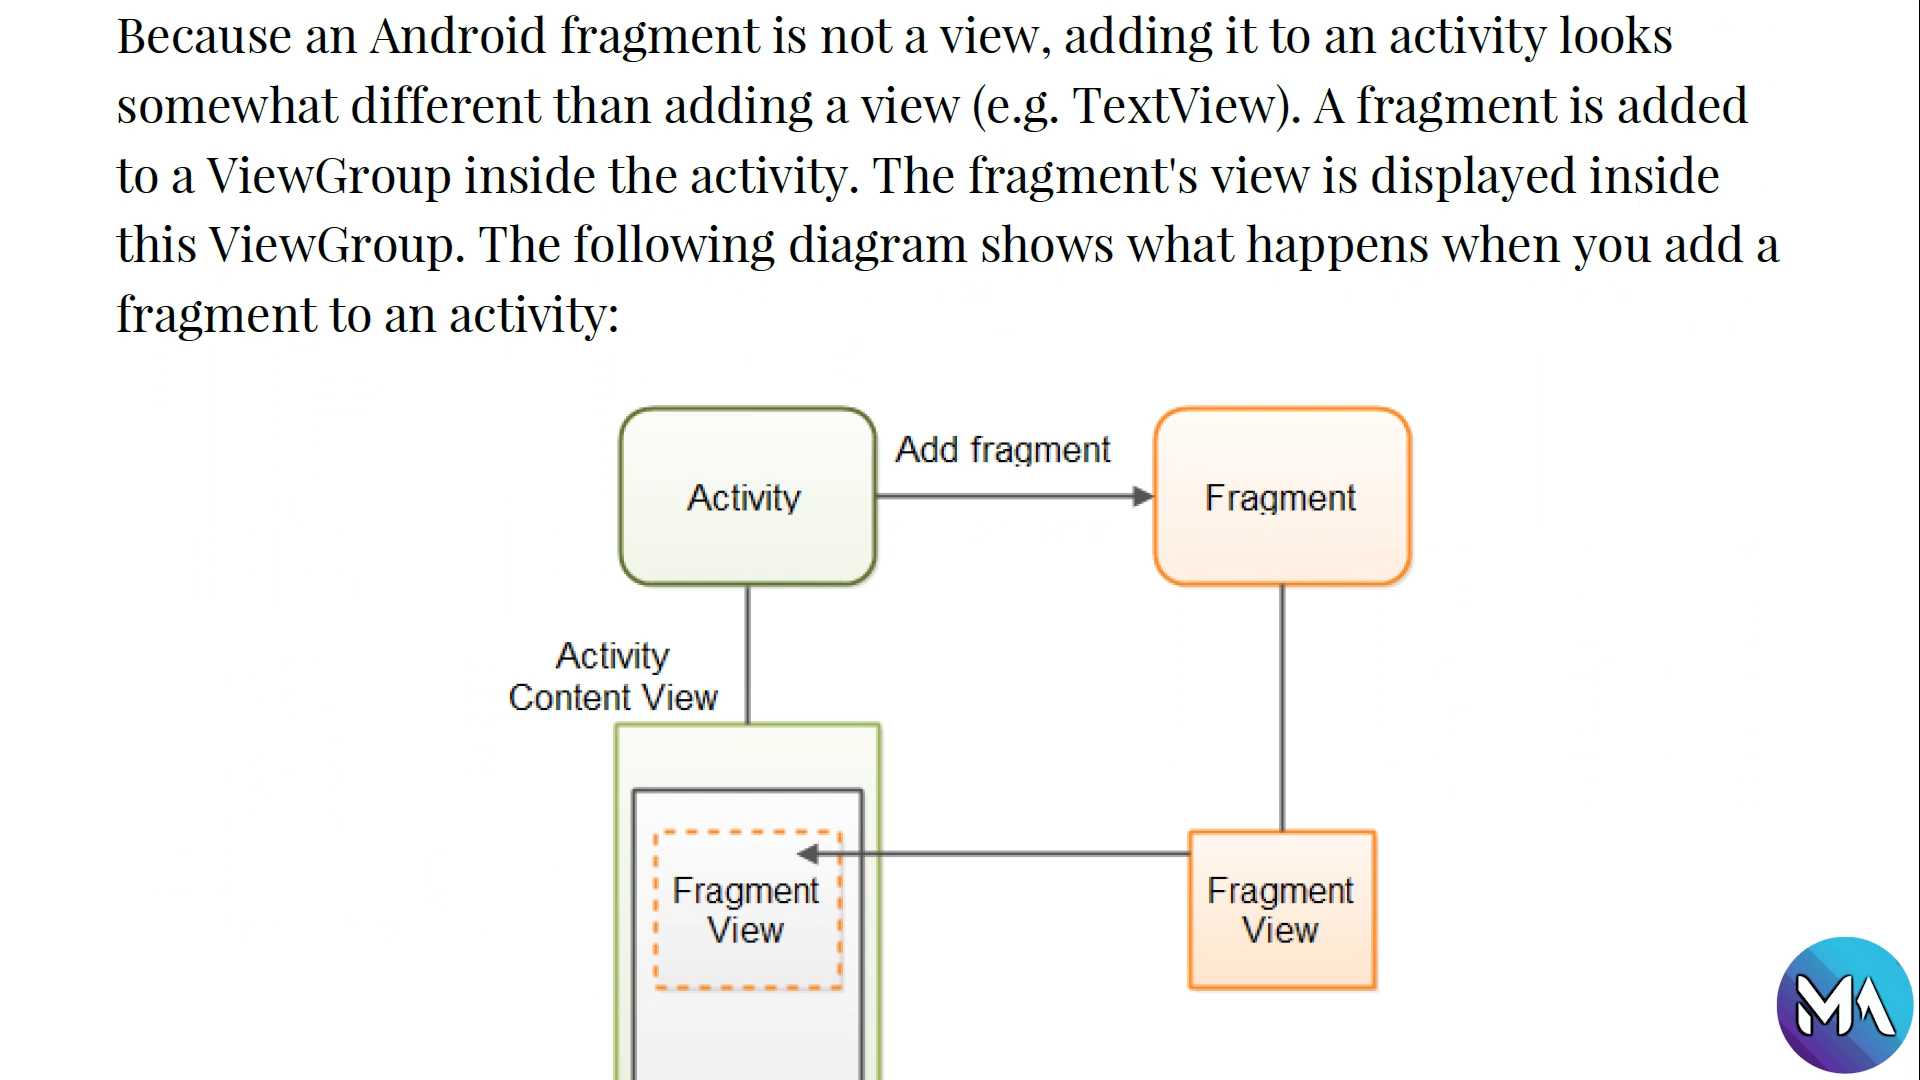 Because an Android fragment is not a view, adding it to an activity looks
somewhat different than adding a view (e.g. TextView). A fragment is added
to a ViewGroup inside the activity. The fragment's view is displayed inside
this ViewGroup. The following diagram shows what happens when you add a
fragment to an activity:
Add fragment
Activity
Fragment
Activity
Content View
Fragment
View
Fragment
View
MA